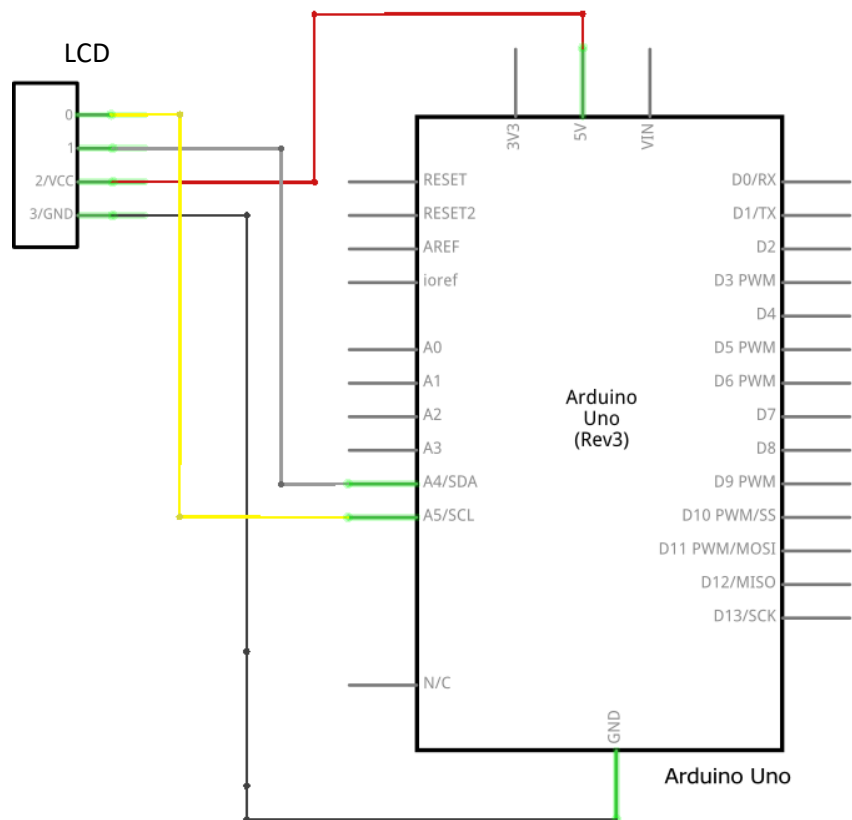 LCD
0
1
2/VCC
3/GND
3V3
5V
VIN
RESET
RESET2
AREF
ioref
A0
A1
A2
A3
A4/SDA
A5/SCL
N/C
Arduino
Uno
(Rev3)
D0/RX
D1/TX
D2
D3 PWM
D4
D5 PWM
D6 PWM
D7
D8
D9 PWM
D10 PWM/SS
D11 PWM/MOSI
D12/MISO
D13/SCK
GND
Arduino Uno